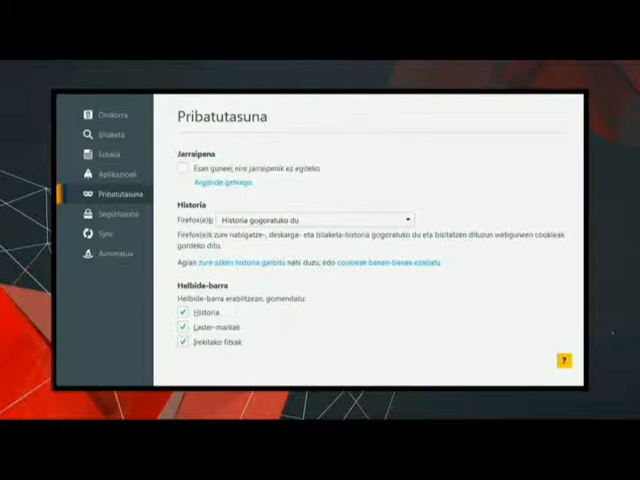 Orokorra
Bilaketa
Edukia
Aplikazioak
Pribatutasuna
Segurtasuna
Sync
Aurreratua
Pribatutasuna
Jarraipena
Esan guneei nire jarraipenik ez egiteko
Argibide gehiago
Historia
Firefox(e)k: Historia gogoratuko du
Firefox(e)k zure nabigatze-, deskarga- eta bilaketa-historia gogoratuko du eta bisitatzen dituzun webguneen cookieak
gordeko ditu.
Agian zure azken historia garbitu nahi duzu, edo cookieak banan-banan ezabatu.
Helbide-barra
Helbide-barra erabiltzean, gomendatu:
Historia
Laster-markak
Irekitako fitxak
?